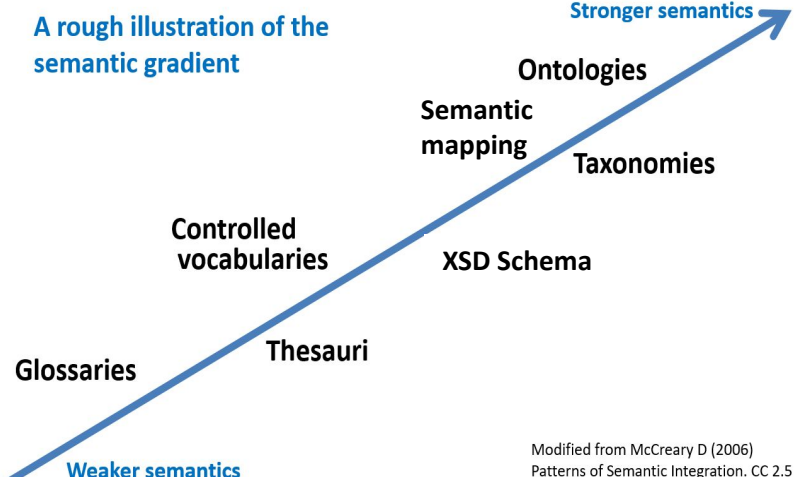 Stronger semantics
A rough illustration of the
semantic gradient
Ontologies
Semantic
mapping
Taxonomies
Controlled
vocabularies
XSD Schema
Thesauri
Glossaries
Weaker semantics
Modified from McCreary D (2006)
Patterns of Semantic Integration. CC 2.5